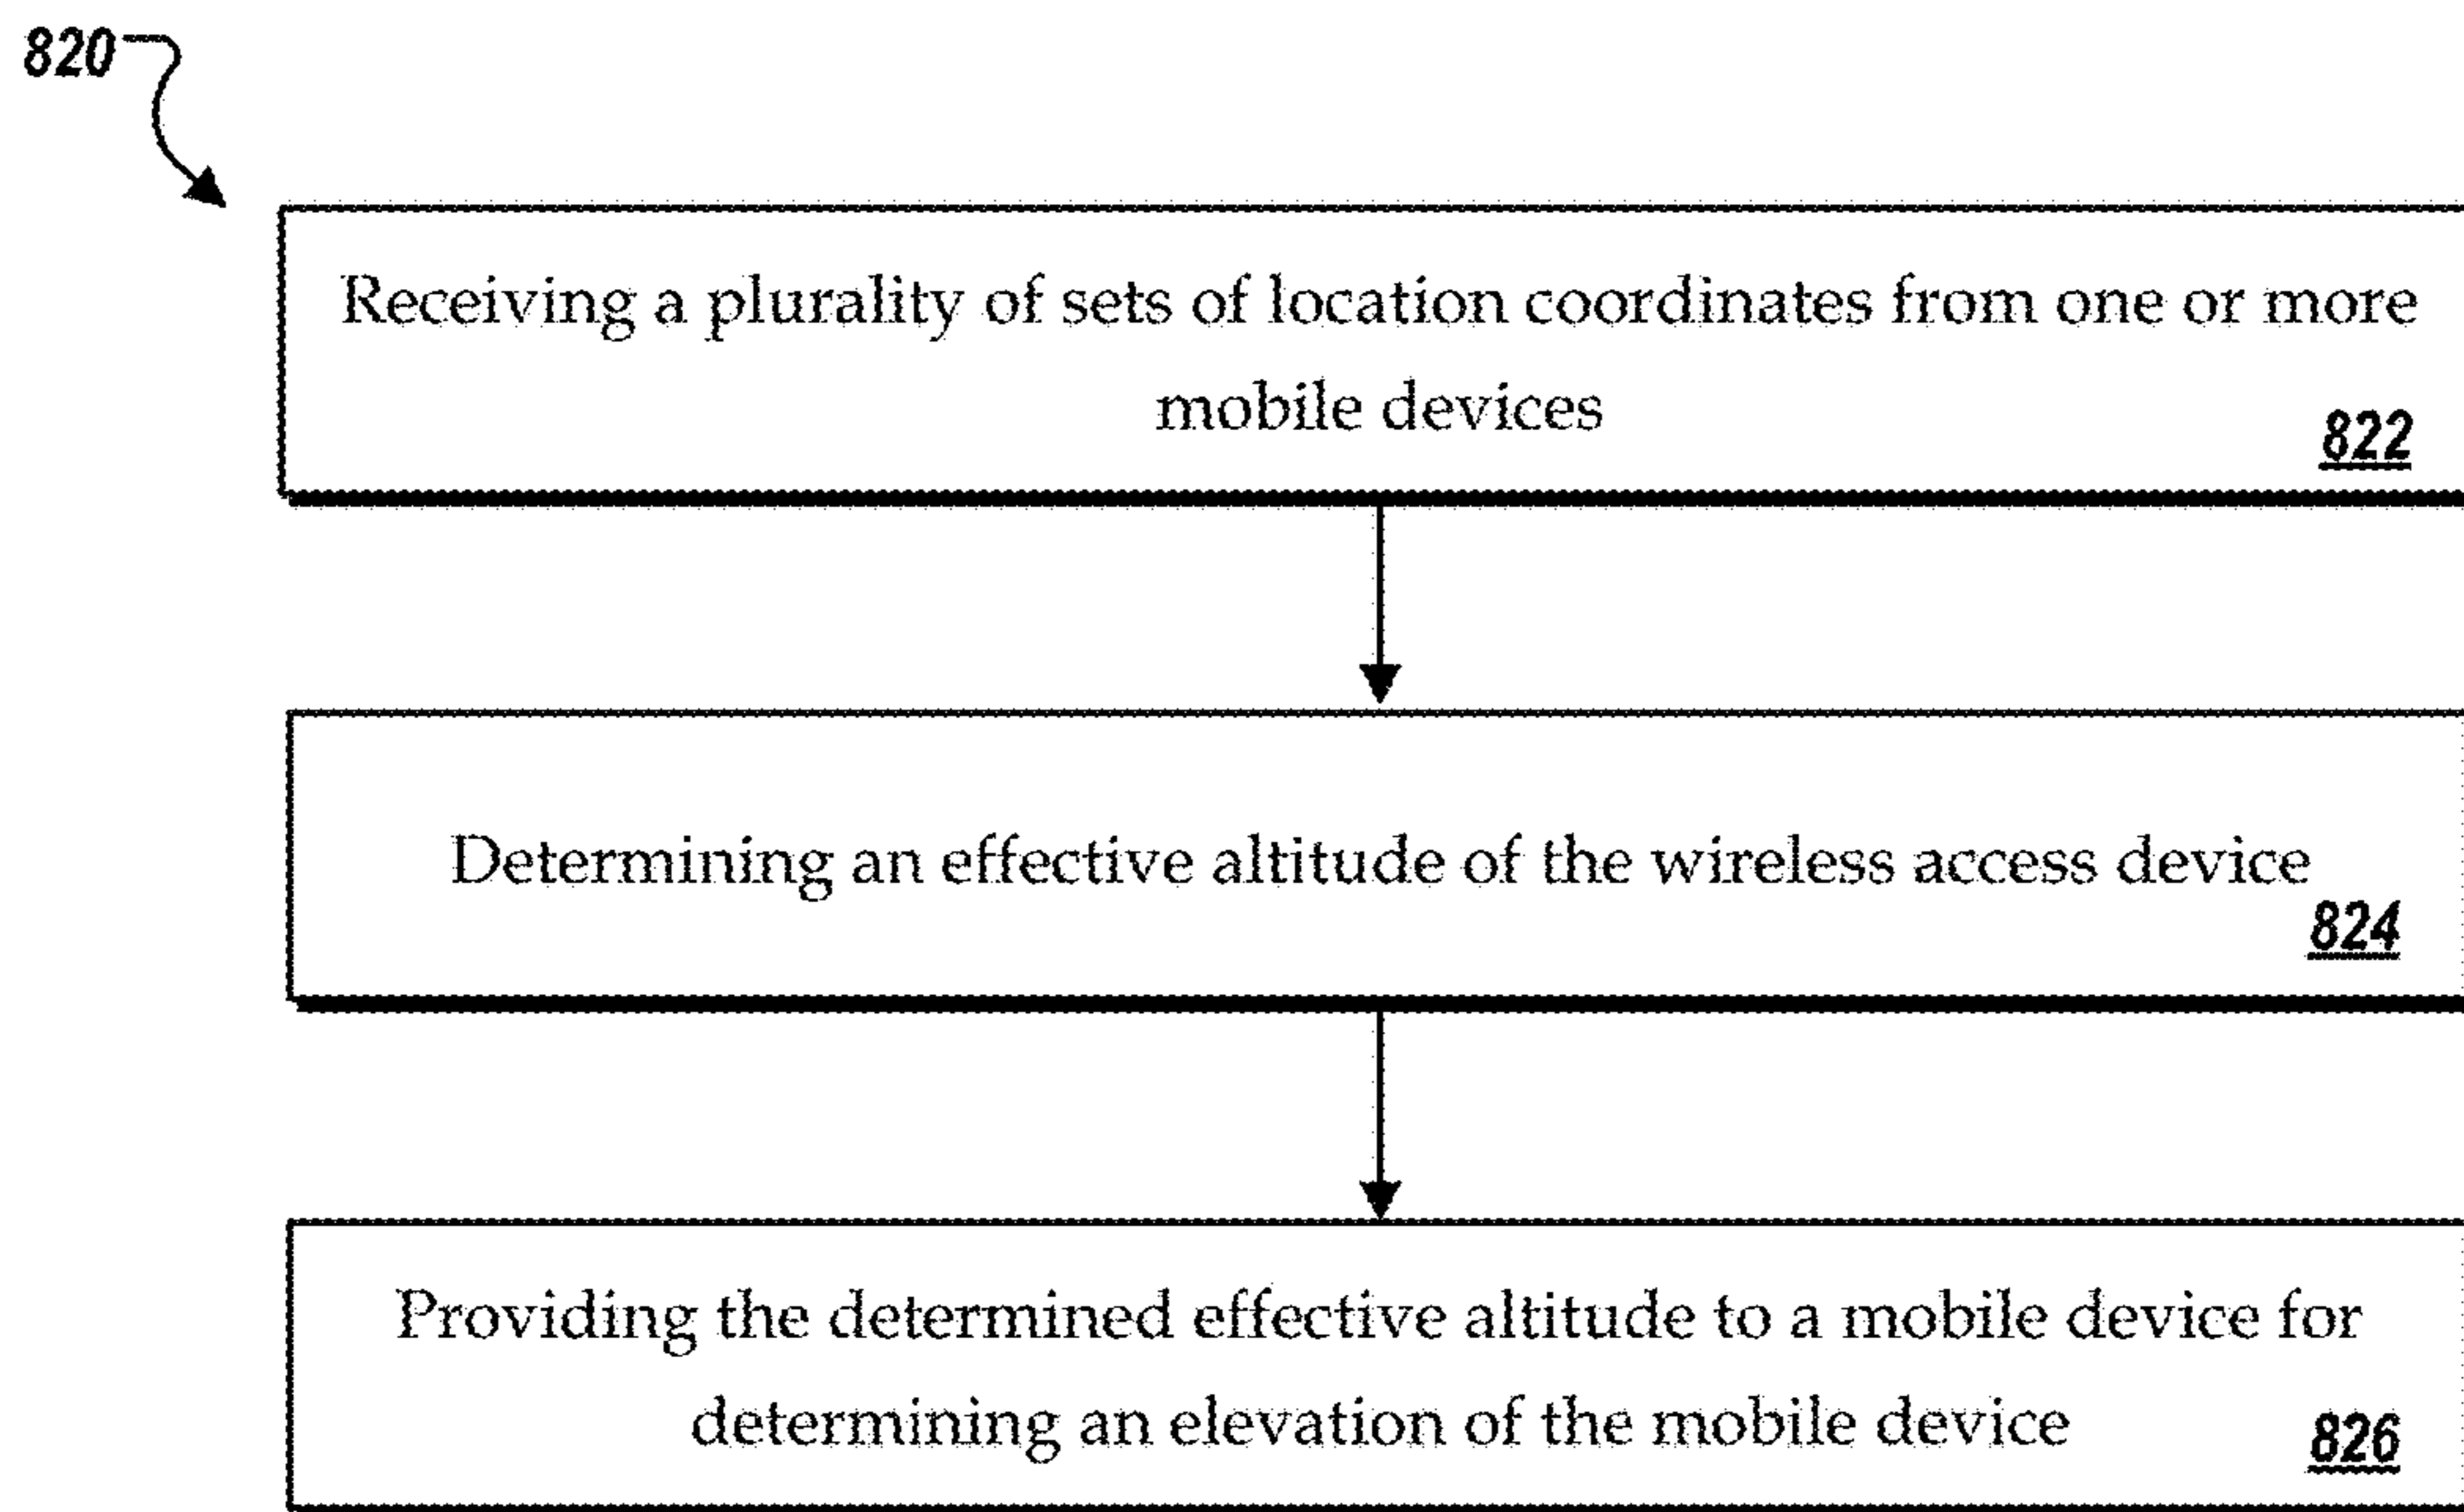 820
Receiving a plurality of sets of location coordinates from one or more
mobile devices
822
Determining an effective altitude of the wireless access device
824
Providing the determined effective altitude to a mobile device for
determining an elevation of the mobile device
826